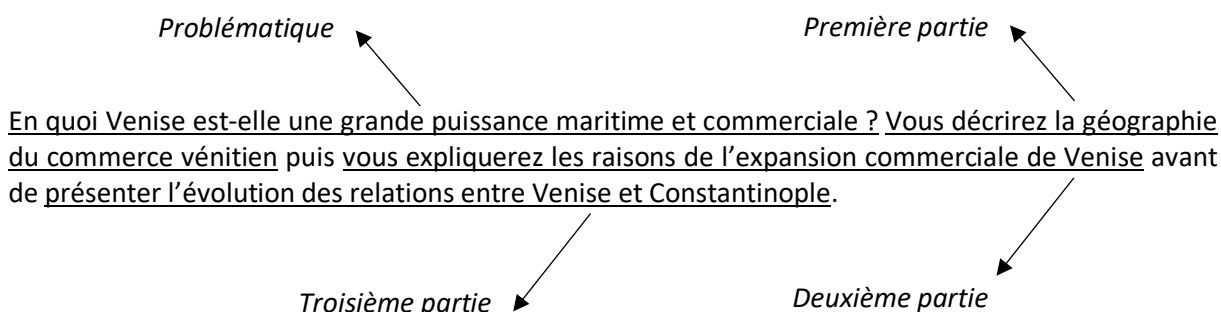 Problématique
Première partie
En quoi Venise est-elle une grande puissance maritime et commerciale ? Vous décrirez la géographie
du commerce vénitien puis vous expliquerez les raisons de l’expansion commerciale de Venise avant
de présenter l’évolution des relations entre Venise et Constantinople.
Troisième partie
Deuxième partie